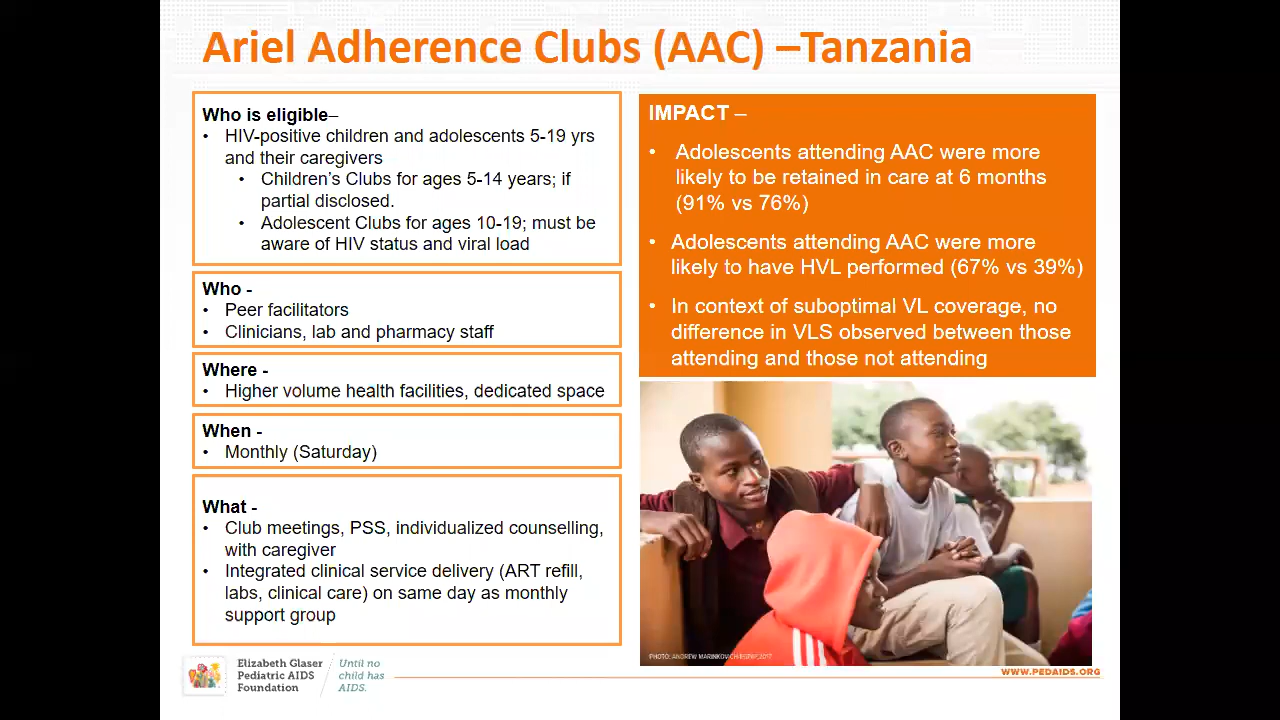 Ariel Adherence Clubs (AAC) –Tanzania
Who is eligible–
• HIV-positive children and adolescents 5-19 yrs
and their caregivers
• Children's Clubs for ages 5-14 years; if
partial disclosed.
• Adolescent Clubs for ages 10-19; must be
aware of HIV status and viral load
Who -
• Peer facilitators
• Clinicians, lab and pharmacy staff
Where -
• Higher volume health facilities, dedicated space
When -
• Monthly (Saturday)
What -
• Club meetings, PSS, individualized counselling,
with caregiver
• Integrated clinical service delivery (ART refill,
labs, clinical care) on same day as monthly
support group
IMPACT –
• Adolescents attending AAC were more
likely to be retained in care at 6 months
(91% vs 76%)
• Adolescents attending AAC were more
likely to have HVL performed (67% vs 39%)
• In context of suboptimal VL coverage, no
difference in VLS observed between those
attending and those not attending
PHOTO: ANDREW
Elizabeth Glaser
Pediatric AIDS
Foundation
Until no
child has
AIDS.
WWW.PEDAIDS.ORG